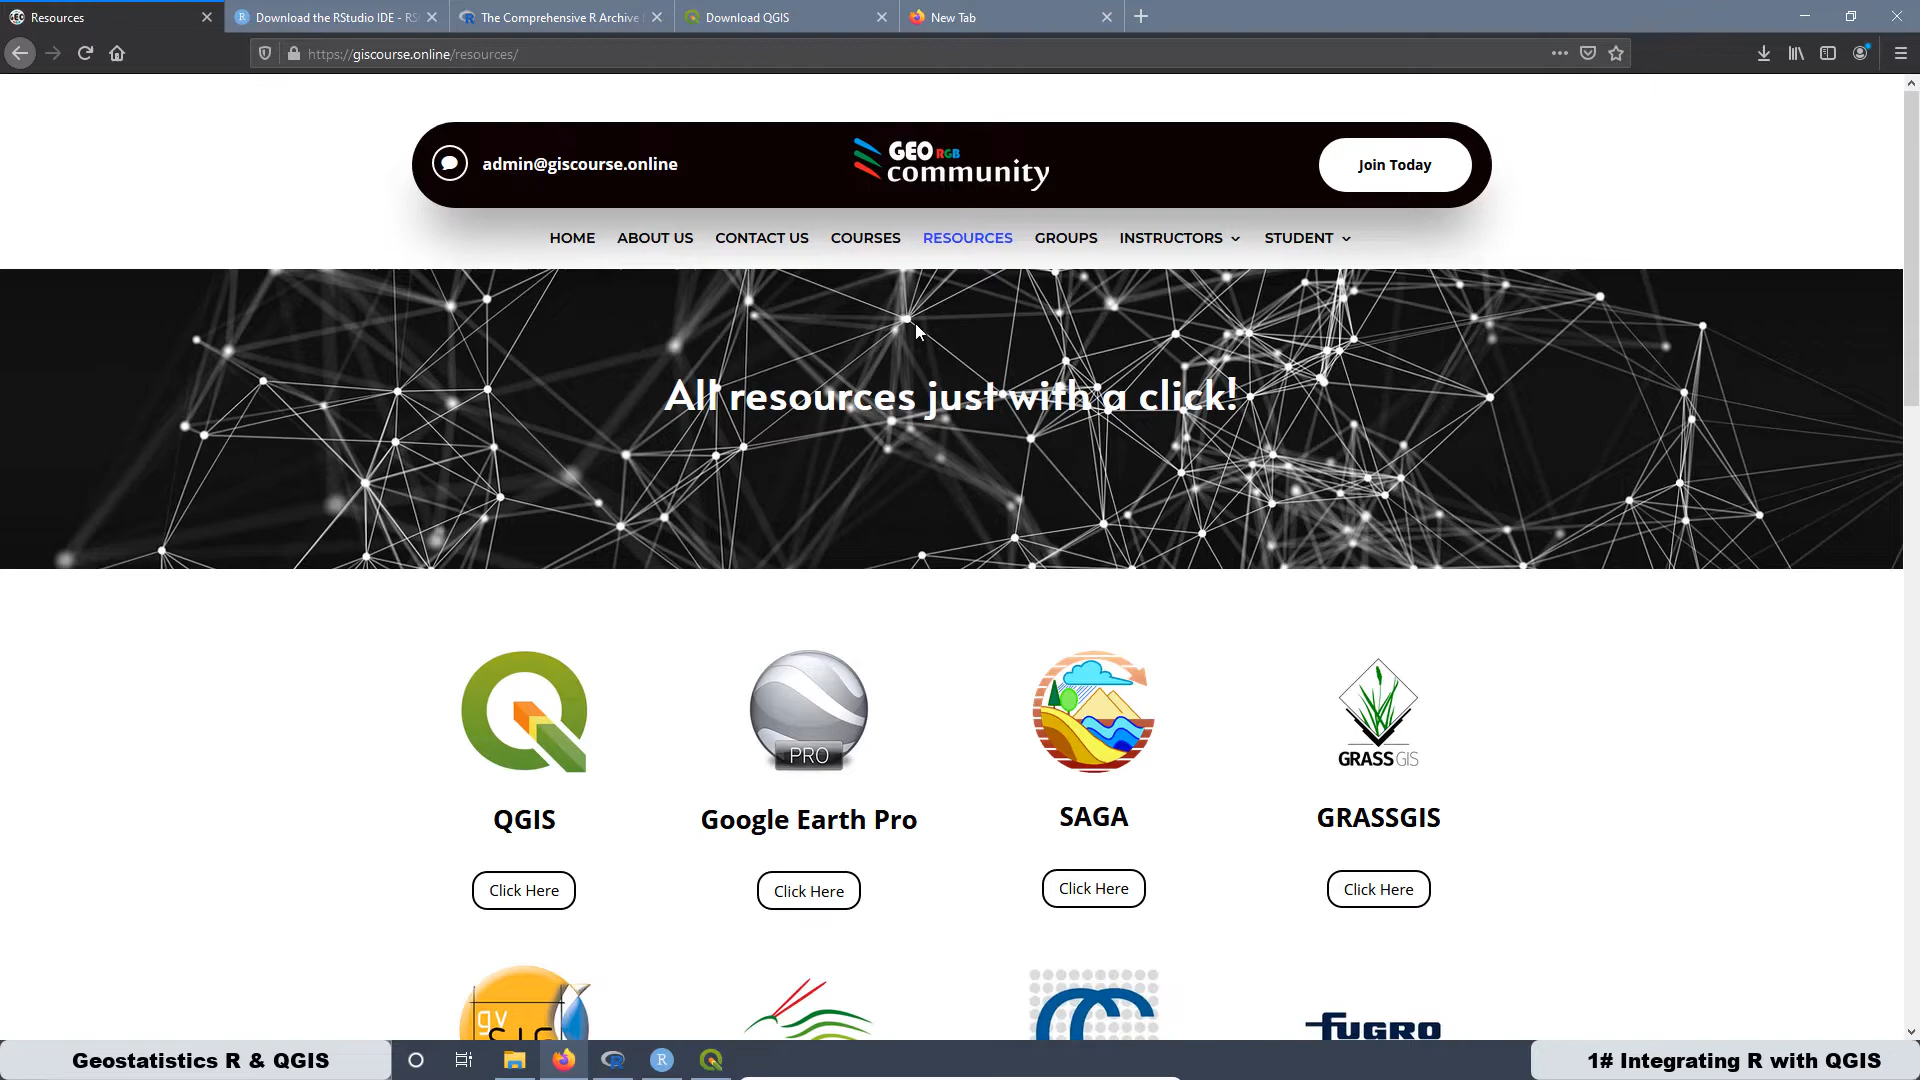 Resources
Download the RStudio IDE - RS
The Comprehensive R Archive
Download QGIS
New Tab
https://giscourse.online/resources/
admin@giscourse.online
GEO RGB
community
Join Today
HOME
ABOUT US
CONTACT US
COURSES
RESOURCES
GROUPS
INSTRUCTORS
STUDENT
All resources just with a click!
PRO
GRASS GIS
QGIS
Google Earth Pro
SAGA
GRASSGIS
Click Here
Click Here
Click Here
Click Here
gv
SIG
FUGRO
Geostatistics R & QGIS
1# Integrating R with QGIS